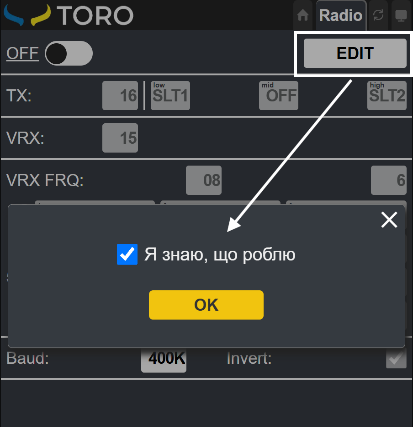 TORO
Radio
OFF
EDIT
TX: 16 low SLT1 mid OFF high SLT2
VRX: 15
VRX FRQ: 08 6
Я знаю, що роблю
OK
Baud: 400K Invert: